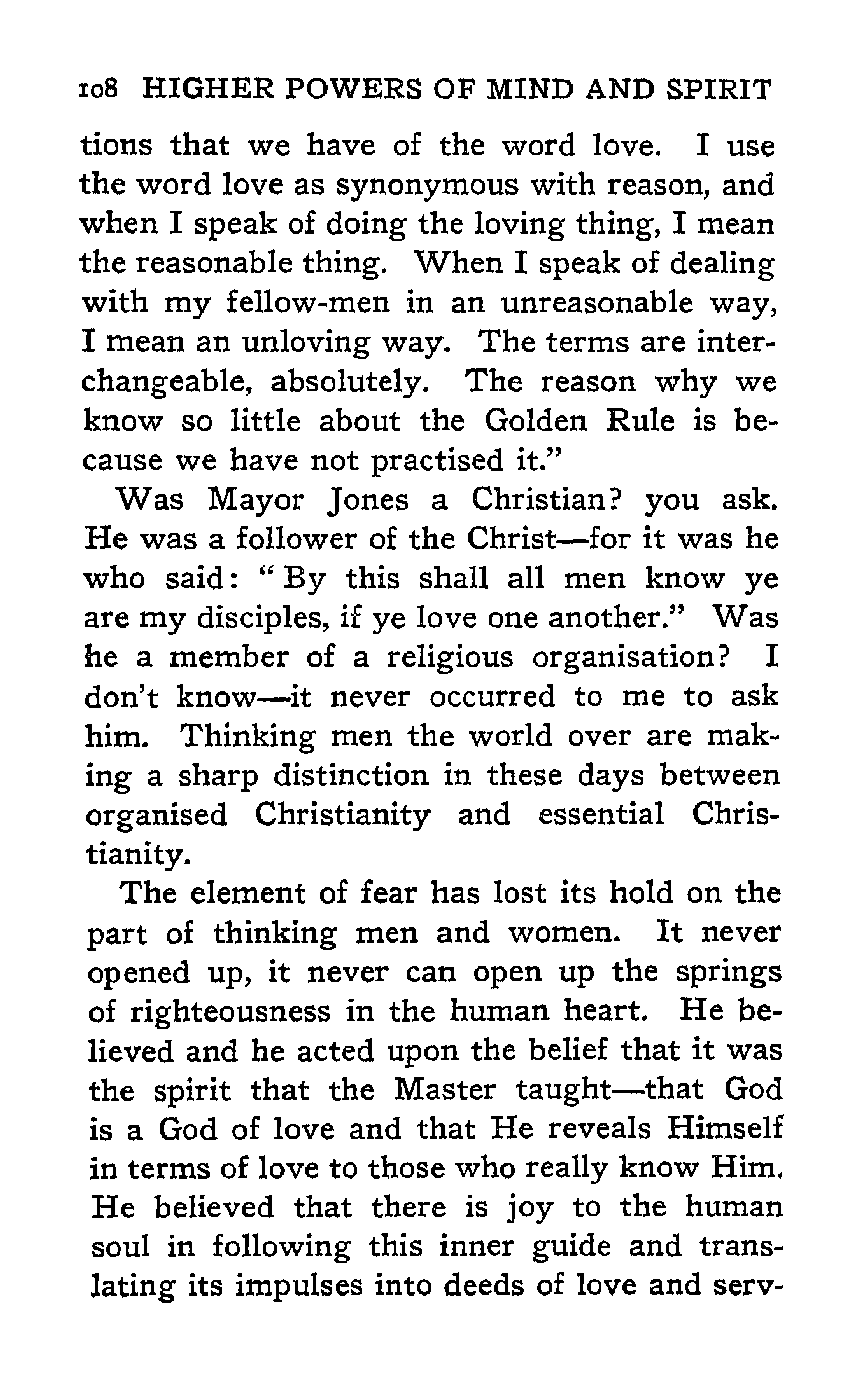 108 HIGHER POWERS OF MIND AND SPIRIT
tions that we have of the word love. I use
the word love as synonymous with reason, and
when I speak of doing the loving thing, I mean
the reasonable thing. When I speak of dealing
with my fellow-men in an unreasonable way,
I mean an unloving way. The terms are inter-
changeable, absolutely. The reason why we
know so little about the Golden Rule is be-
cause we have not practised it.”
Was Mayor Jones a Christian? you ask.
He was a follower of the Christ—for it was he
who said: “ By this shall all men know ye
are my disciples, if ye love one another.” Was
he a member of a religious organisation? I
don't know—it never occurred to me to ask
him. Thinking men the world over are mak-
ing a sharp distinction in these days between
organised Christianity and essential Chris-
tianity.
The element of fear has lost its hold on the
part of thinking men and women. It never
opened up, it never can open up the springs
of righteousness in the human heart. He be-
lieved and he acted upon the belief that it was
the spirit that the Master taught—that God
is a God of love and that He reveals Himself
in terms of love to those who really know Him.
He believed that there is joy to the human
soul in following this inner guide and trans-
lating its impulses into deeds of love and serv-